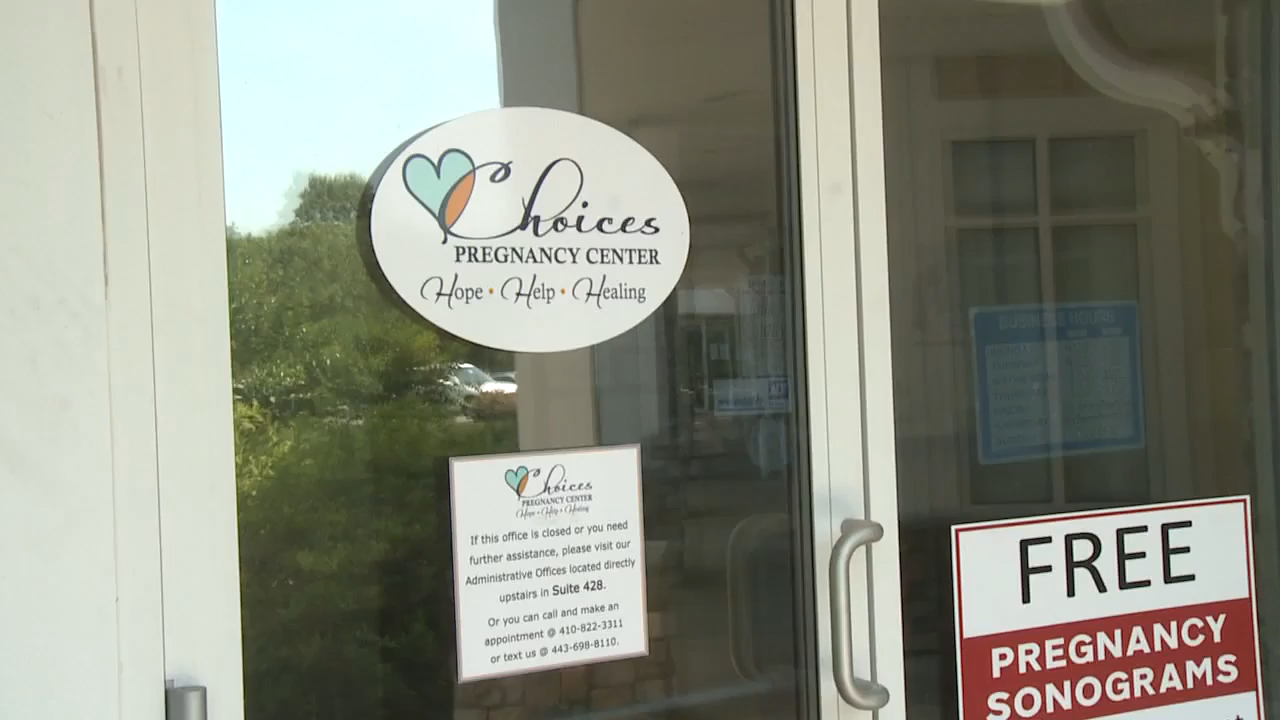 Choices
PREGNANCY CENTER
Hope • Help • Healing
Choices
PREGNANCY CENTER
Hope • Help • Healing
If this office is closed or you need
further assistance, please visit our
Administrative Offices located directly
upstairs in Suite 428.
Or you can call and make an
appointment @ 410-822-3311
or text us @ 443-698-8110.
BUSINESS HOURS
FREE
PREGNANCY
SONOGRAMS